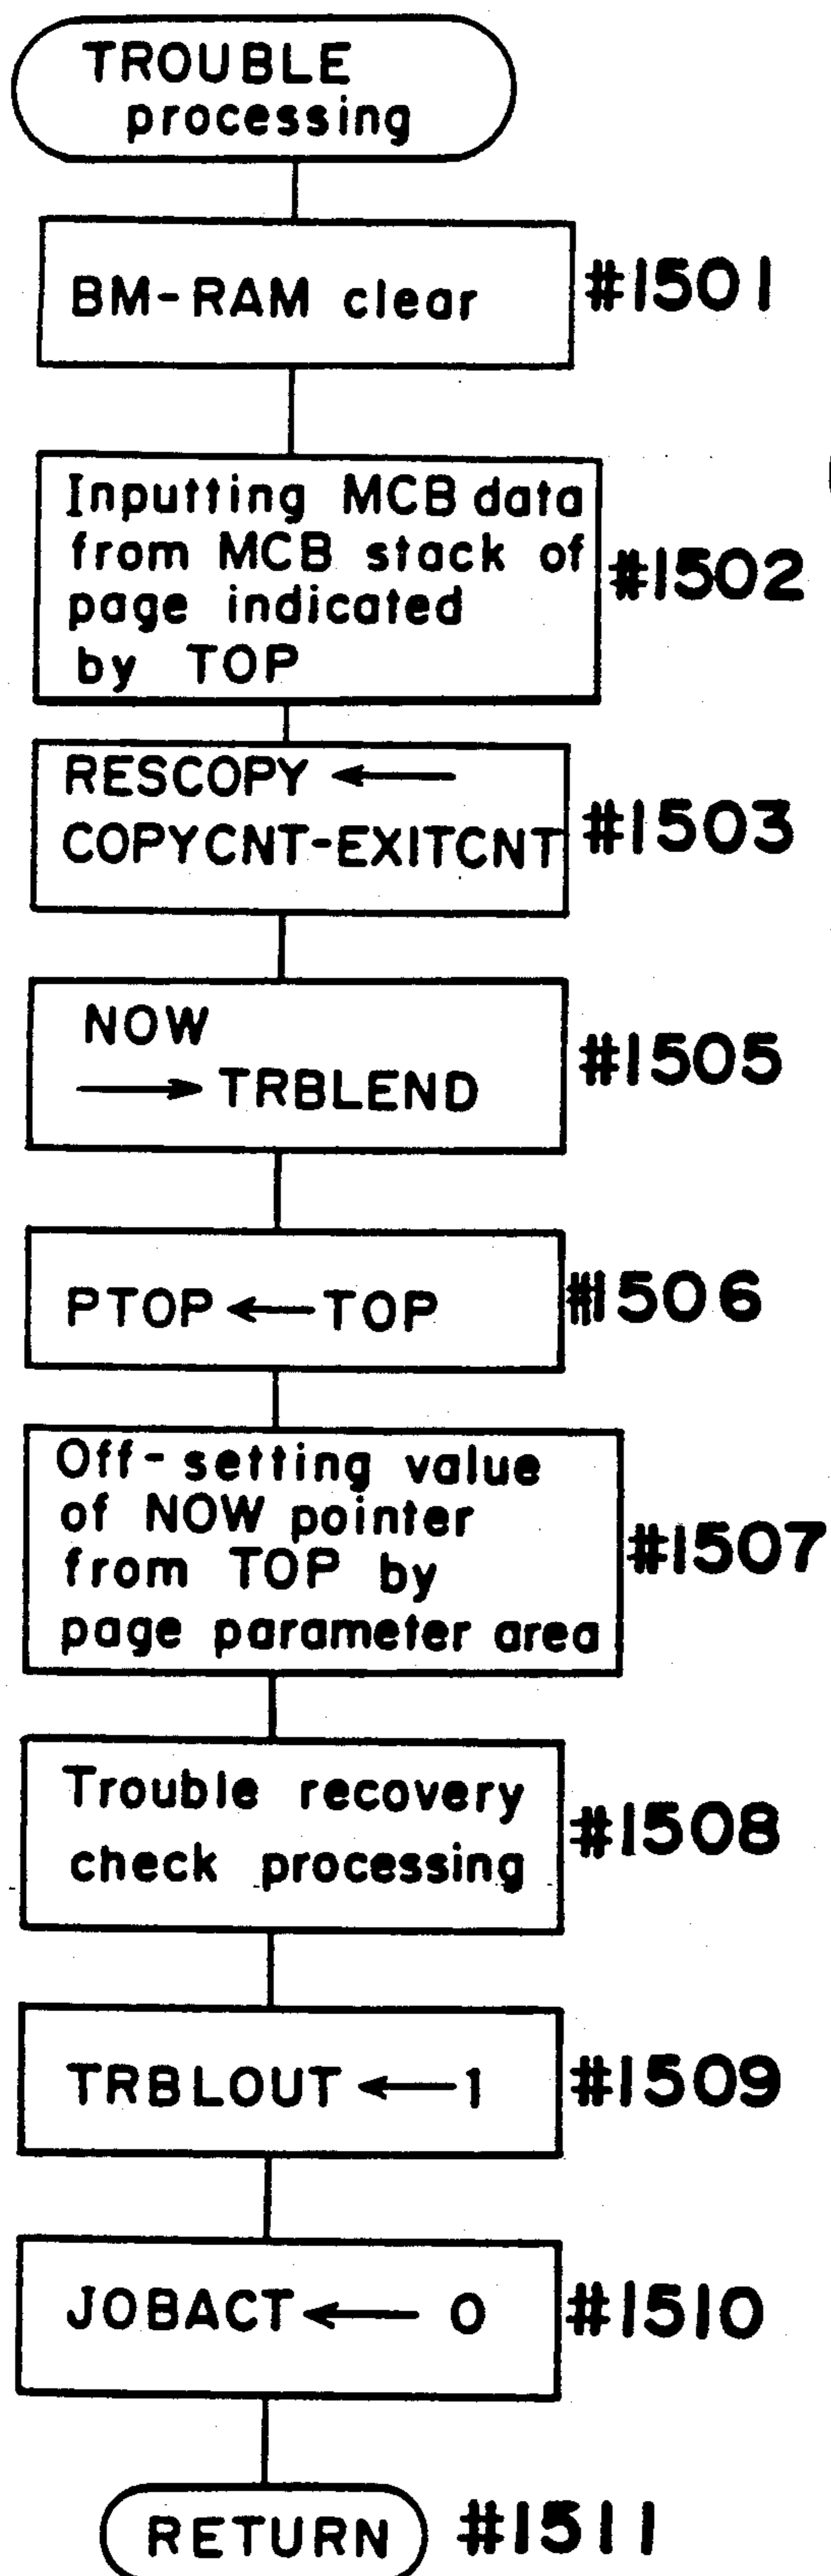 TROUBLE
processing
BM-RAM clear
#1501
Inputting MCB data
from MCB stack of
page indicated
by TOP
#1502
RESCOPY ←
COPYCNT-EXITCNT
#1503
NOW
→ TRBLEND
#1505
PTOP ← TOP
#1506
Off-setting value
of NOW pointer
from TOP by
page parameter area
#1507
Trouble recovery
check processing
#1508
TRBLOUT ← 1
#1509
JOBACT ← 0
#1510
RETURN
#1511